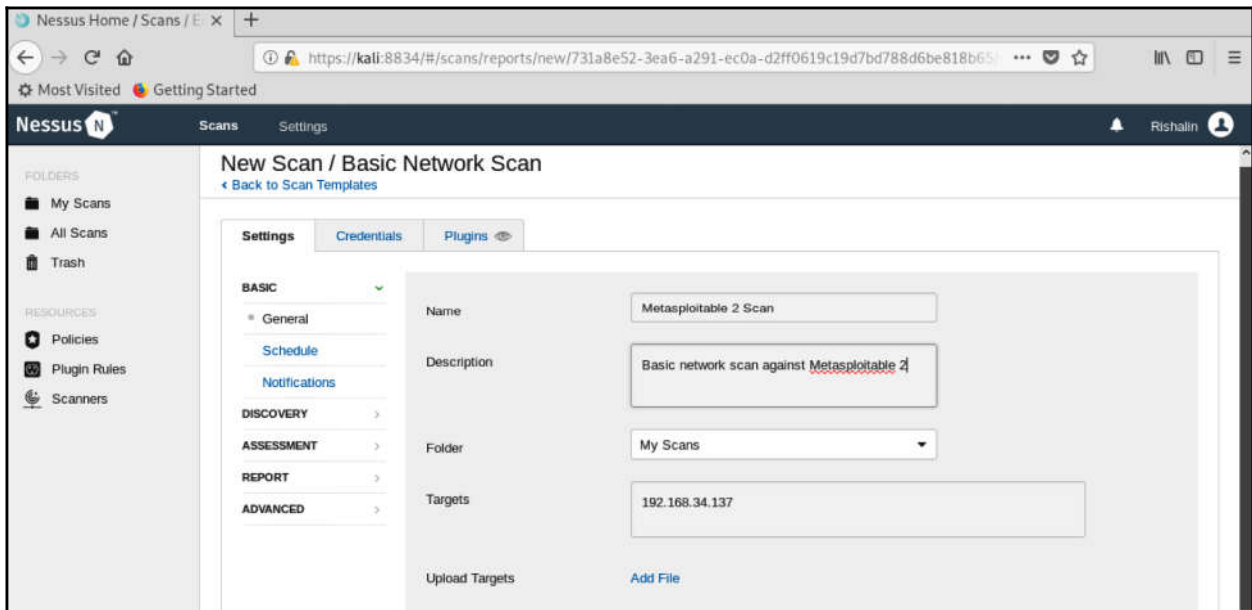 Nessus Home / Scans / E
https://kali:8834/#/scans/reports/new/731a8e52-3ea6-a291-ec0a-d2ff0619c19d7bd788d6be818b65
Most Visited Getting Started
Nessus N Scans Settings Rishalin
FOLDERS
My Scans
All Scans
Trash
RESOURCES
Policies
Plugin Rules
Scanners
New Scan / Basic Network Scan
Back to Scan Templates
Settings Credentials Plugins
BASIC
General
Schedule
Notifications
DISCOVERY
ASSESSMENT
REPORT
ADVANCED
Name Metasploitable 2 Scan
Description Basic network scan against Metasploitable 2
Folder My Scans
Targets 192.168.34.137
Upload Targets Add File